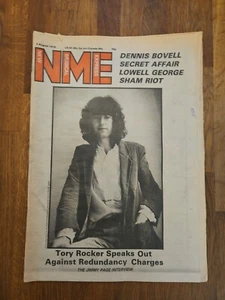 NME
DENNIS BOVELL
SECRET AFFAIR
LOWELL GEORGE
SHAM RIOT
Tory Rocker Speaks Out
Against Redundancy Charges
THE JIMMY PAGE INTERVIEW